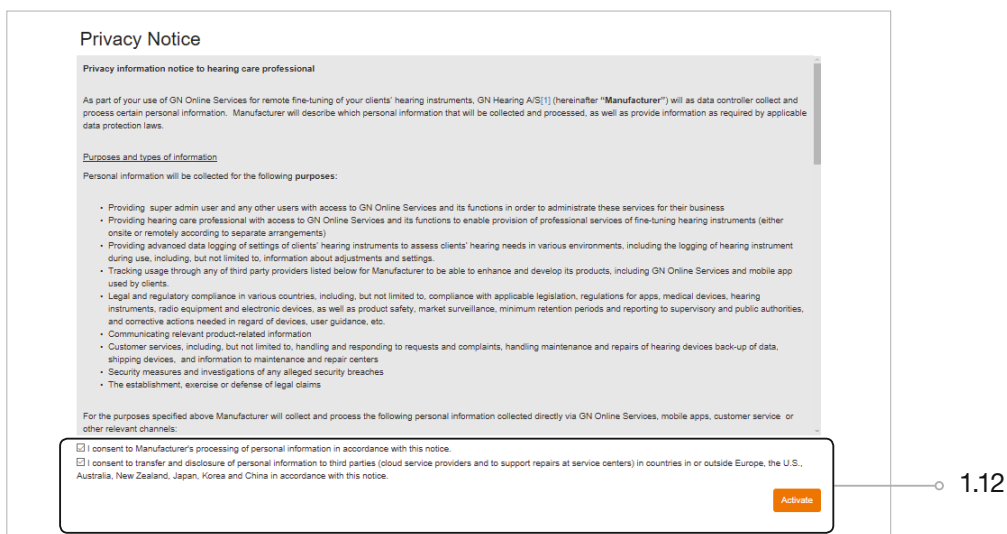 Privacy Notice
Privacy information notice to hearing care professional
As part of your use of GN Online Services for remote fine-tuning of your clients' hearing instruments, GN Hearing A/S[1] (hereinafter "Manufacturer") will as data controller collect and
process certain personal information. Manufacturer will describe which personal information that will be collected and processed, as well as provide information as required by applicable
data protection laws.
Purposes and types of information
Personal information will be collected for the following purposes:
• Providing super admin user and any other users with access to GN Online Services and its functions in order to administrate these services for their business
• Providing hearing care professional with access to GN Online Services and its functions to enable provision of professional services of fine-tuning hearing instruments (either
onsite or remotely according to separate arrangements)
• Providing advanced data logging of settings of clients' hearing instruments to assess clients' hearing needs in various environments, including the logging of hearing instrument
during use, including, but not limited to, information about adjustments and settings.
• Tracking usage through any of third party providers listed below for Manufacturer to be able to enhance and develop its products, including GN Online Services and mobile app
used by clients.
• Legal and regulatory compliance in various countries, including, but not limited to, compliance with applicable legislation, regulations for apps, medical devices, hearing
instruments, radio equipment and electronic devices, as well as product safety, market surveillance, minimum retention periods and reporting to supervisory and public authorities,
and corrective actions needed in regard of devices, user guidance, etc.
• Communicating relevant product-related information
• Customer services, including, but not limited to, handling and responding to requests and complaints, handling maintenance and repairs of hearing devices back-up of data,
shipping devices, and information to maintenance and repair centers
• Security measures and investigations of any alleged security breaches
• The establishment, exercise or defense of legal claims
For the purposes specified above Manufacturer will collect and process the following personal information collected directly via GN Online Services, mobile apps, customer service or
other relevant channels:
I consent to Manufacturer's processing of personal information in accordance with this notice.
I consent to transfer and disclosure of personal information to third parties (cloud service providers and to support repairs at service centers) in countries in or outside Europe, the U.S.,
Australia, New Zealand, Japan, Korea and China in accordance with this notice.
Activate
1.12